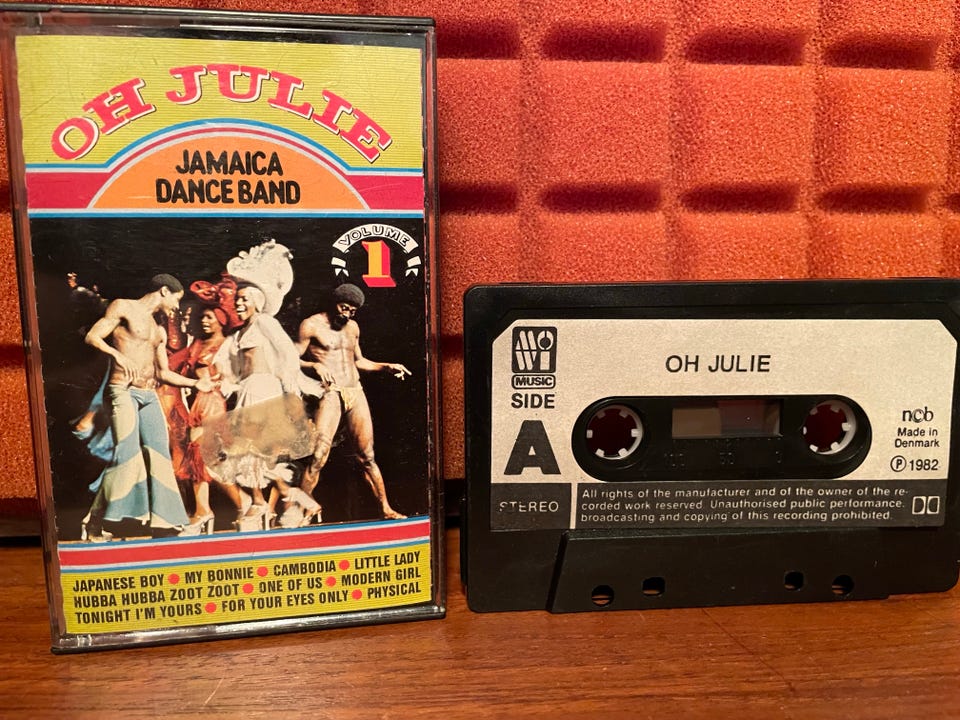 OH JULIE
JAMAICA
DANCE BAND
VOLUME
1
JAPANESE BOY • MY BONNIE • CAMBODIA • LITTLE LADY
HUBBA HUBBA ZOOT ZOOT • ONE OF US • MODERN GIRL
TONIGHT I'M YOURS • FOR YOUR EYES ONLY • PHYSICAL
MUSIC
SIDE
A
STEREO
OH JULIE
ncb
Made in
Denmark
Ⓟ 1982
100 50 0
All rights of the manufacturer and of the owner of the re-
corded work reserved. Unauthorised public performance,
broadcasting and copying of this recording prohibited.